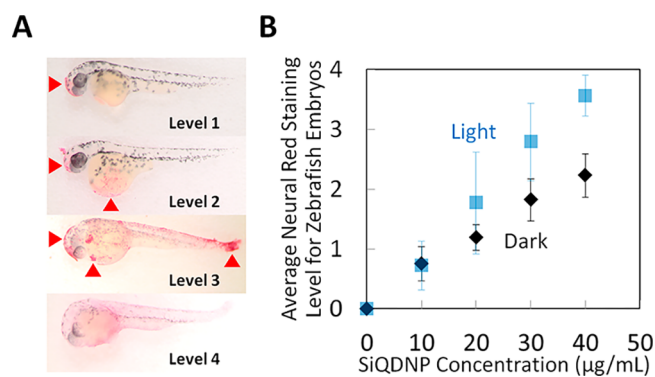 A
Level 1
Level 2
Level 3
Level 4
B
Average Neural Red Staining
Level for Zebrafish Embryos
4
3
2
1
0
Light
Dark
0 10 20 30 40 50
SiQDNP Concentration (µg/mL)